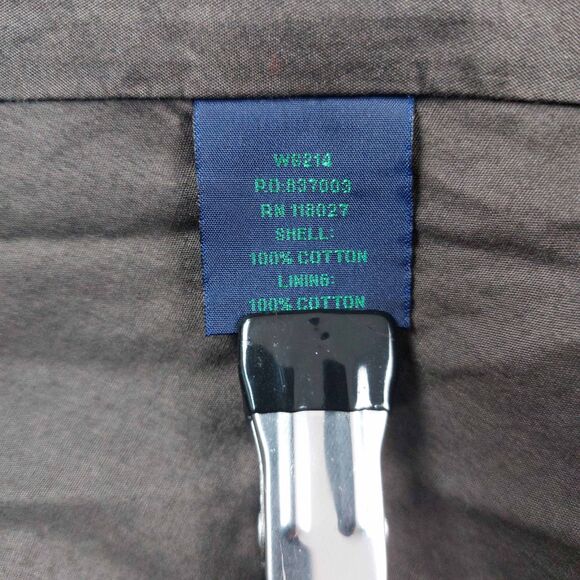 W6214
P.O:837003
RN 118027
SHELL:
100% COTTON
LINING:
100% COTTON